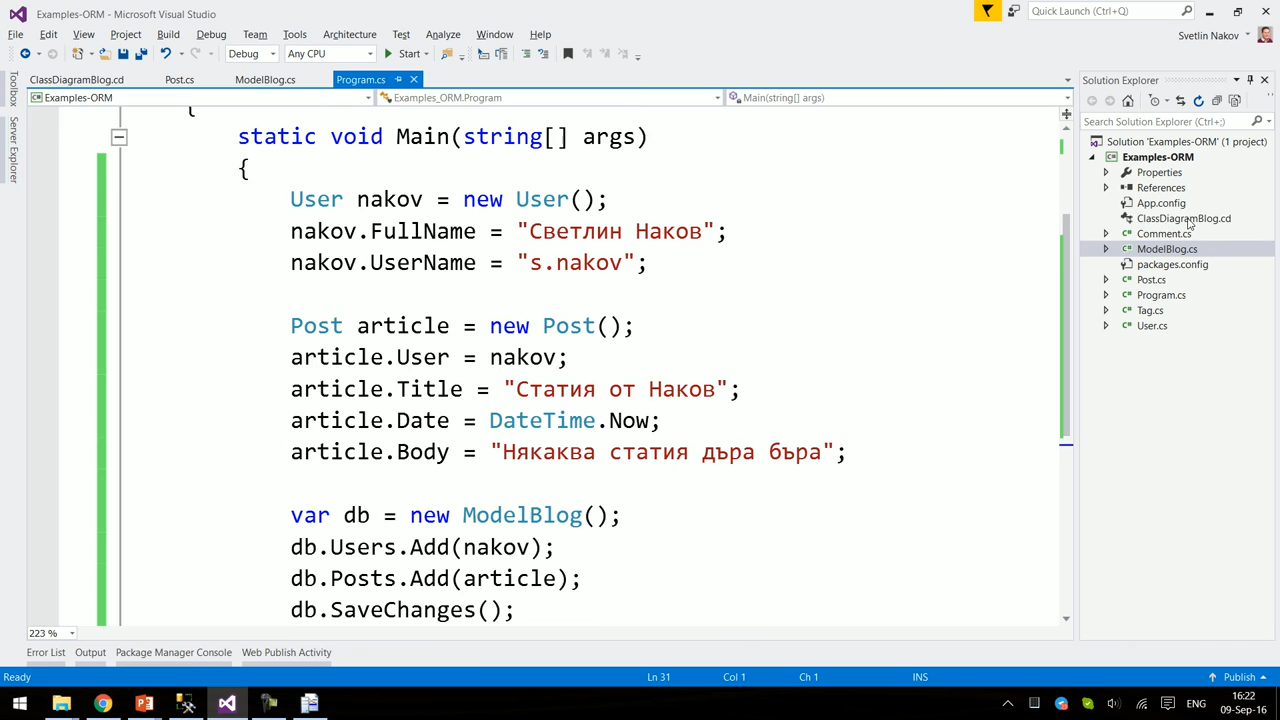 Examples-ORM - Microsoft Visual Studio
Quick Launch (Ctrl+Q)
File Edit View Project Build Debug Team Tools Architecture Test Analyze Window Help
Svetlin Nakov
Debug
Any CPU
Start
Toolbox
Server Explorer
ClassDiagramBlog.cd
Post.cs
ModelBlog.cs
Program.cs
Examples-ORM
Examples_ORM.Program
Main(string[] args)
{
static void Main(string[] args)
{
User nakov = new User();
nakov.FullName = "Светлин Наков";
nakov.UserName = "s.nakov";
Post article = new Post();
article.User = nakov;
article.Title = "Статия от Наков";
article.Date = DateTime.Now;
article.Body = "Някаква статия дъра бъра";
var db = new ModelBlog();
db.Users.Add(nakov);
db.Posts.Add(article);
db.SaveChanges();
223 %
Solution Explorer
Search Solution Explorer (Ctrl+;)
Solution 'Examples-ORM' (1 project)
Examples-ORM
Properties
References
App.config
ClassDiagramBlog.cd
Comment.cs
ModelBlog.cs
packages.config
Post.cs
Program.cs
Tag.cs
User.cs
Error List Output Package Manager Console Web Publish Activity
Ready
Ln 31
Col 1
Ch 1
INS
Publish
ENG
16:22
09-Sep-16